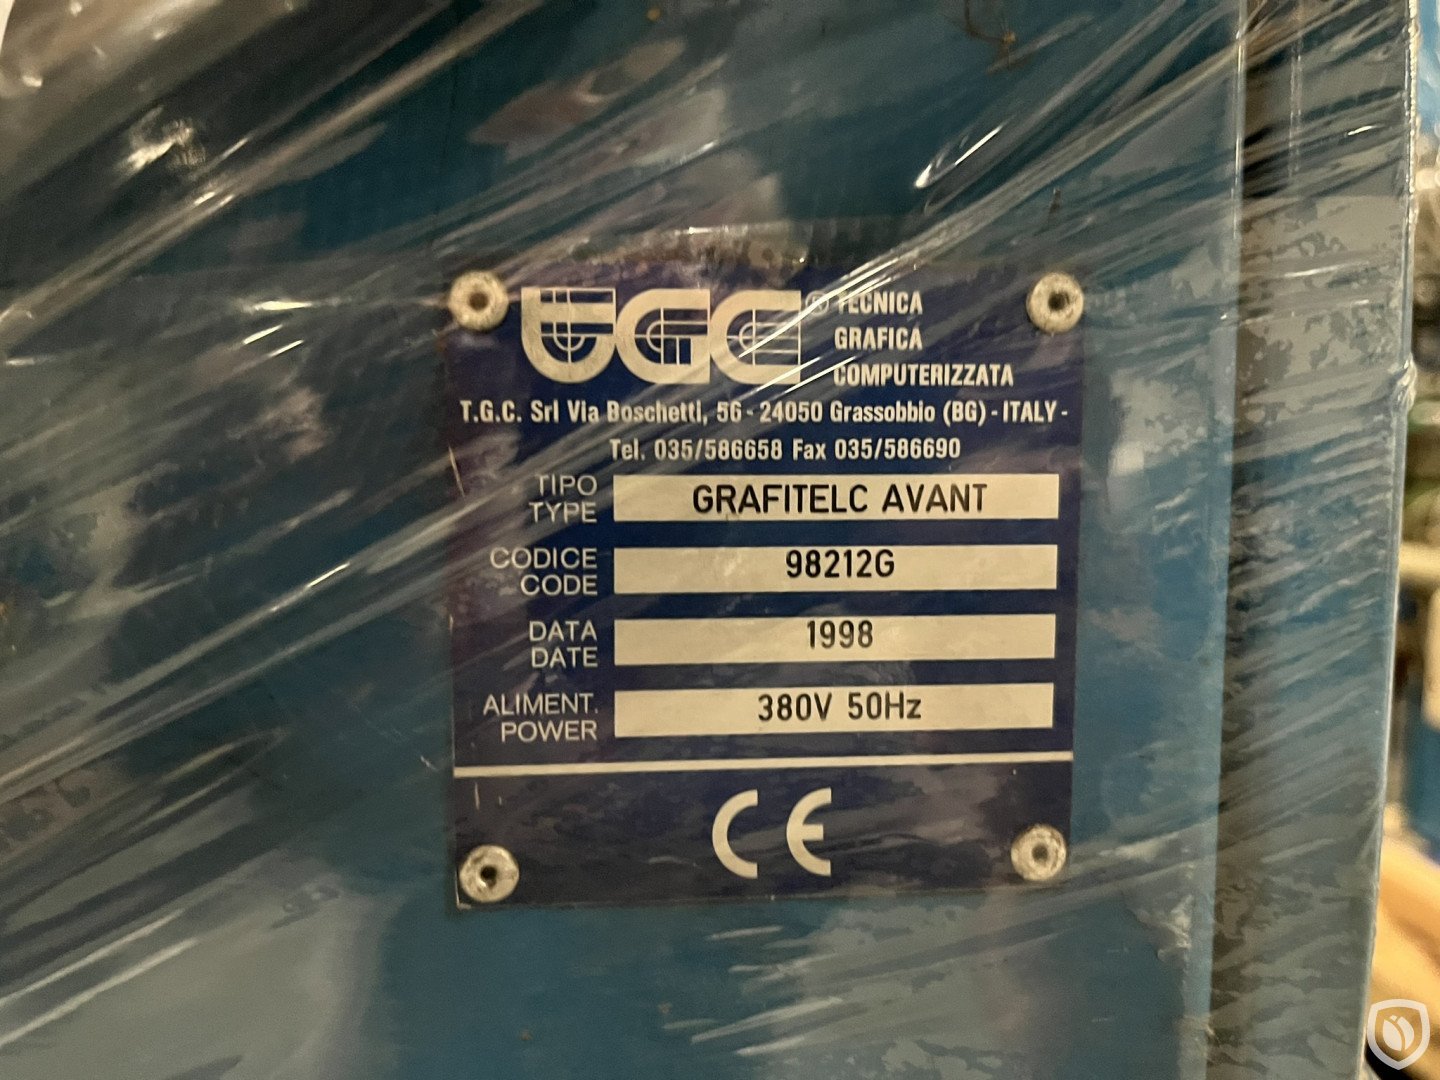 TGC ® TECNICA
GRAFICA
COMPUTERIZZATA
T.G.C. Srl Via Boschetti, 56 - 24050 Grassobbio (BG) - ITALY -
Tel. 035/586658 Fax 035/586690
TIPO
TYPE
GRAFITELC AVANT
CODICE
CODE
98212G
DATA
DATE
1998
ALIMENT.
POWER
380V 50Hz
CE